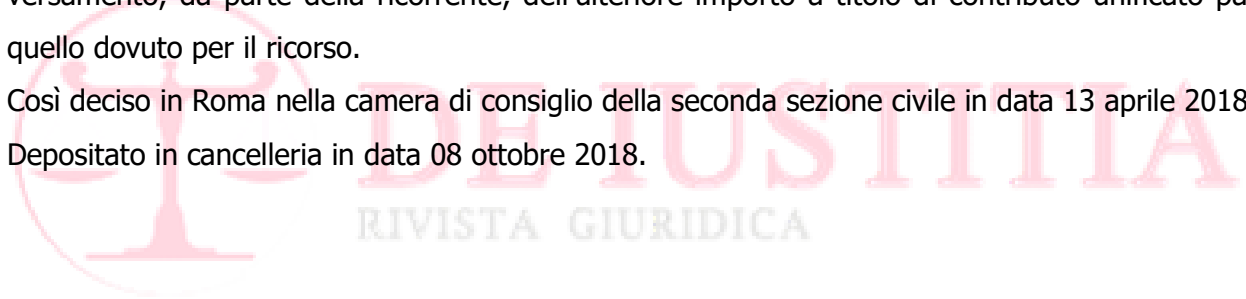 versamento, da parte della ricorrente, dell'ulteriore importo a titolo di contributo unificato pa
quello dovuto per il ricorso.
Così deciso in Roma nella camera di consiglio della seconda sezione civile in data 13 aprile 2018
Depositato in cancelleria in data 08 ottobre 2018.
DE IUSTITIA
RIVISTA GIURIDICA